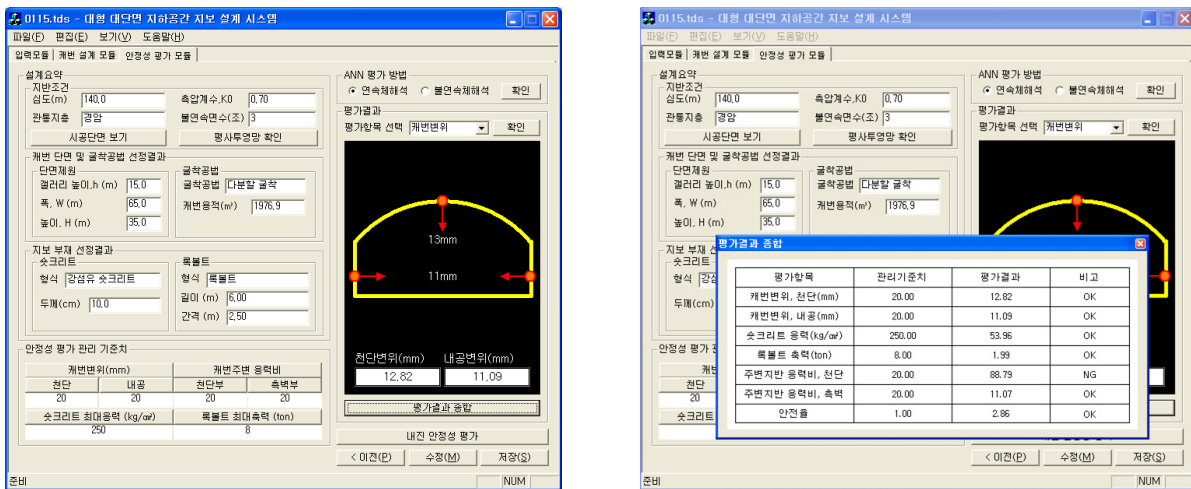 0115.tds - 대형 대단면 지하공간 지보 설계 시스템
파일(F) 편집(E) 보기(V) 도움말(H)
입력모듈 캐번 설계 모듈 안정성 평가 모듈
설계요약
지반조건
심도(m) 140,0 측압계수,K0 0,70
관통지층 경암 불연속면수(조) 3
시공단면 보기 평사투영망 확인
캐번 단면 및 굴착공법 선정결과
단면제원
갤러리 높이,h (m) 15,0
폭, W (m) 65,0
높이, H (m) 35,0
굴착공법
굴착공법 다분할 굴착
캐번용적(m²) 1976,9
지보 부재 선정결과
숏크리트
형식 강섬유 숏크리트
두께(cm) 10,0
록볼트
형식 록볼트
길이 (m) 6,00
간격 (m) 2,50
안정성 평가 관리 기준치
캐번변위(mm) 캐번주변 응력비
천단 내공 천단부 측벽부
20 20 20 20
숏크리트 최대응력 (kg/㎠) 록볼트 최대축력 (ton)
250 8
ANN 평가 방법
연속체해석 불연속체해석 확인
평가결과
평가항목 선택 캐번변위 확인
13mm
11mm
천단변위(mm) 내공변위(mm)
12,82 11,09
평가결과 종합
내진 안정성 평가
< 이전(P) 수정(M) 저장(S)
준비 NUM
0115.tds - 대형 대단면 지하공간 지보 설계 시스템
파일(F) 편집(E) 보기(V) 도움말(H)
입력모듈 캐번 설계 모듈 안정성 평가 모듈
설계요약
지반조건
심도(m) 140,0 측압계수,K0 0,70
관통지층 경암 불연속면수(조) 3
시공단면 보기 평사투영망 확인
캐번 단면 및 굴착공법 선정결과
단면제원
갤러리 높이,h (m) 15,0
폭, W (m) 65,0
높이, H (m) 35,0
굴착공법
굴착공법 다분할 굴착
캐번용적(m²) 1976,9
지보 부재
숏크리트
형식
두께(cm)
안정성 평가
천단
20
숏크리트
ANN 평가 방법
연속체해석 불연속체해석 확인
평가결과
평가항목 선택 캐번변위 확인
평가결과 종합
평가항목 관리기준치 평가결과 비고
캐번변위, 천단(mm) 20.00 12.82 OK
캐번변위, 내공(mm) 20.00 11.09 OK
숏크리트 응력(kg/㎠) 250.00 53.96 OK
록볼트 축력(ton) 8.00 1.99 OK
주변지반 응력비, 천단 20.00 88.79 NG
주변지반 응력비, 측벽 20.00 11.07 OK
안전율 1.00 2.86 OK
< 이전(P) 수정(M) 저장(S)
준비 NUM